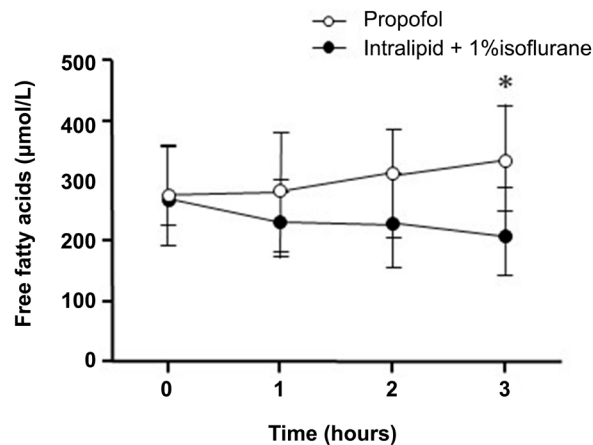 Propofol
Intralipid + 1%isoflurane
Free fatty acids (µmol/L)
500
400
300
200
100
0
*
0 1 2 3
Time (hours)